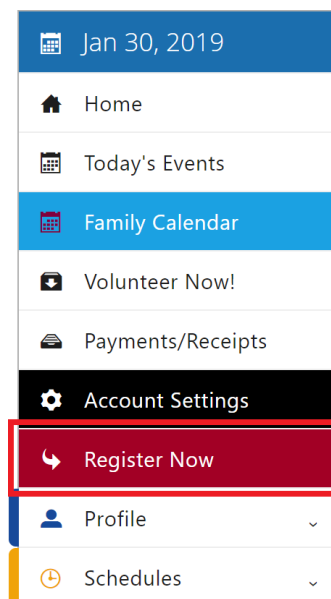 Jan 30, 2019
Home
Today's Events
Family Calendar
Volunteer Now!
Payments/Receipts
Account Settings
Register Now
Profile
Schedules